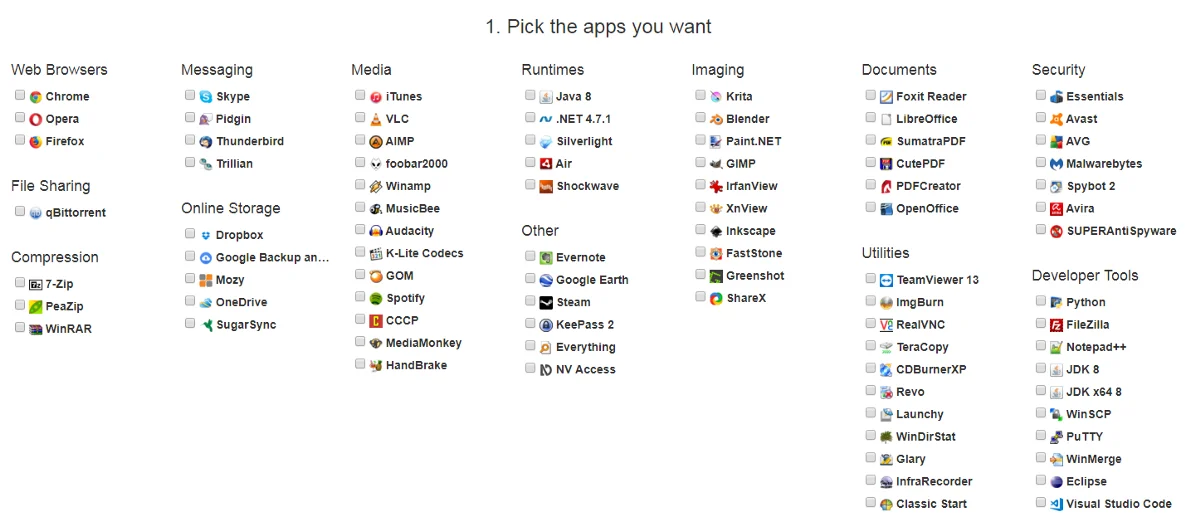 1. Pick the apps you want
Web Browsers
Chrome
Opera
Firefox
File Sharing
qBittorrent
Compression
7-Zip
PeaZip
WinRAR
Messaging
Skype
Pidgin
Thunderbird
Trillian
Online Storage
Dropbox
Google Backup an...
Mozy
OneDrive
SugarSync
Media
iTunes
VLC
AIMP
foobar2000
Winamp
MusicBee
Audacity
K-Lite Codecs
GOM
Spotify
CCCP
MediaMonkey
HandBrake
Runtimes
Java 8
.NET 4.7.1
Silverlight
Air
Shockwave
Other
Evernote
Google Earth
Steam
KeePass 2
Everything
NV Access
Imaging
Krita
Blender
Paint.NET
GIMP
IrfanView
XnView
Inkscape
FastStone
Greenshot
ShareX
Documents
Foxit Reader
LibreOffice
SumatraPDF
CutePDF
PDFCreator
OpenOffice
Utilities
TeamViewer 13
ImgBurn
RealVNC
TeraCopy
CDBurnerXP
Revo
Launchy
WinDirStat
Glary
InfraRecorder
Classic Start
Security
Essentials
Avast
AVG
Malwarebytes
Spybot 2
Avira
SUPERAntiSpyware
Developer Tools
Python
FileZilla
Notepad++
JDK 8
JDK x64 8
WinSCP
PuTTY
WinMerge
Eclipse
Visual Studio Code